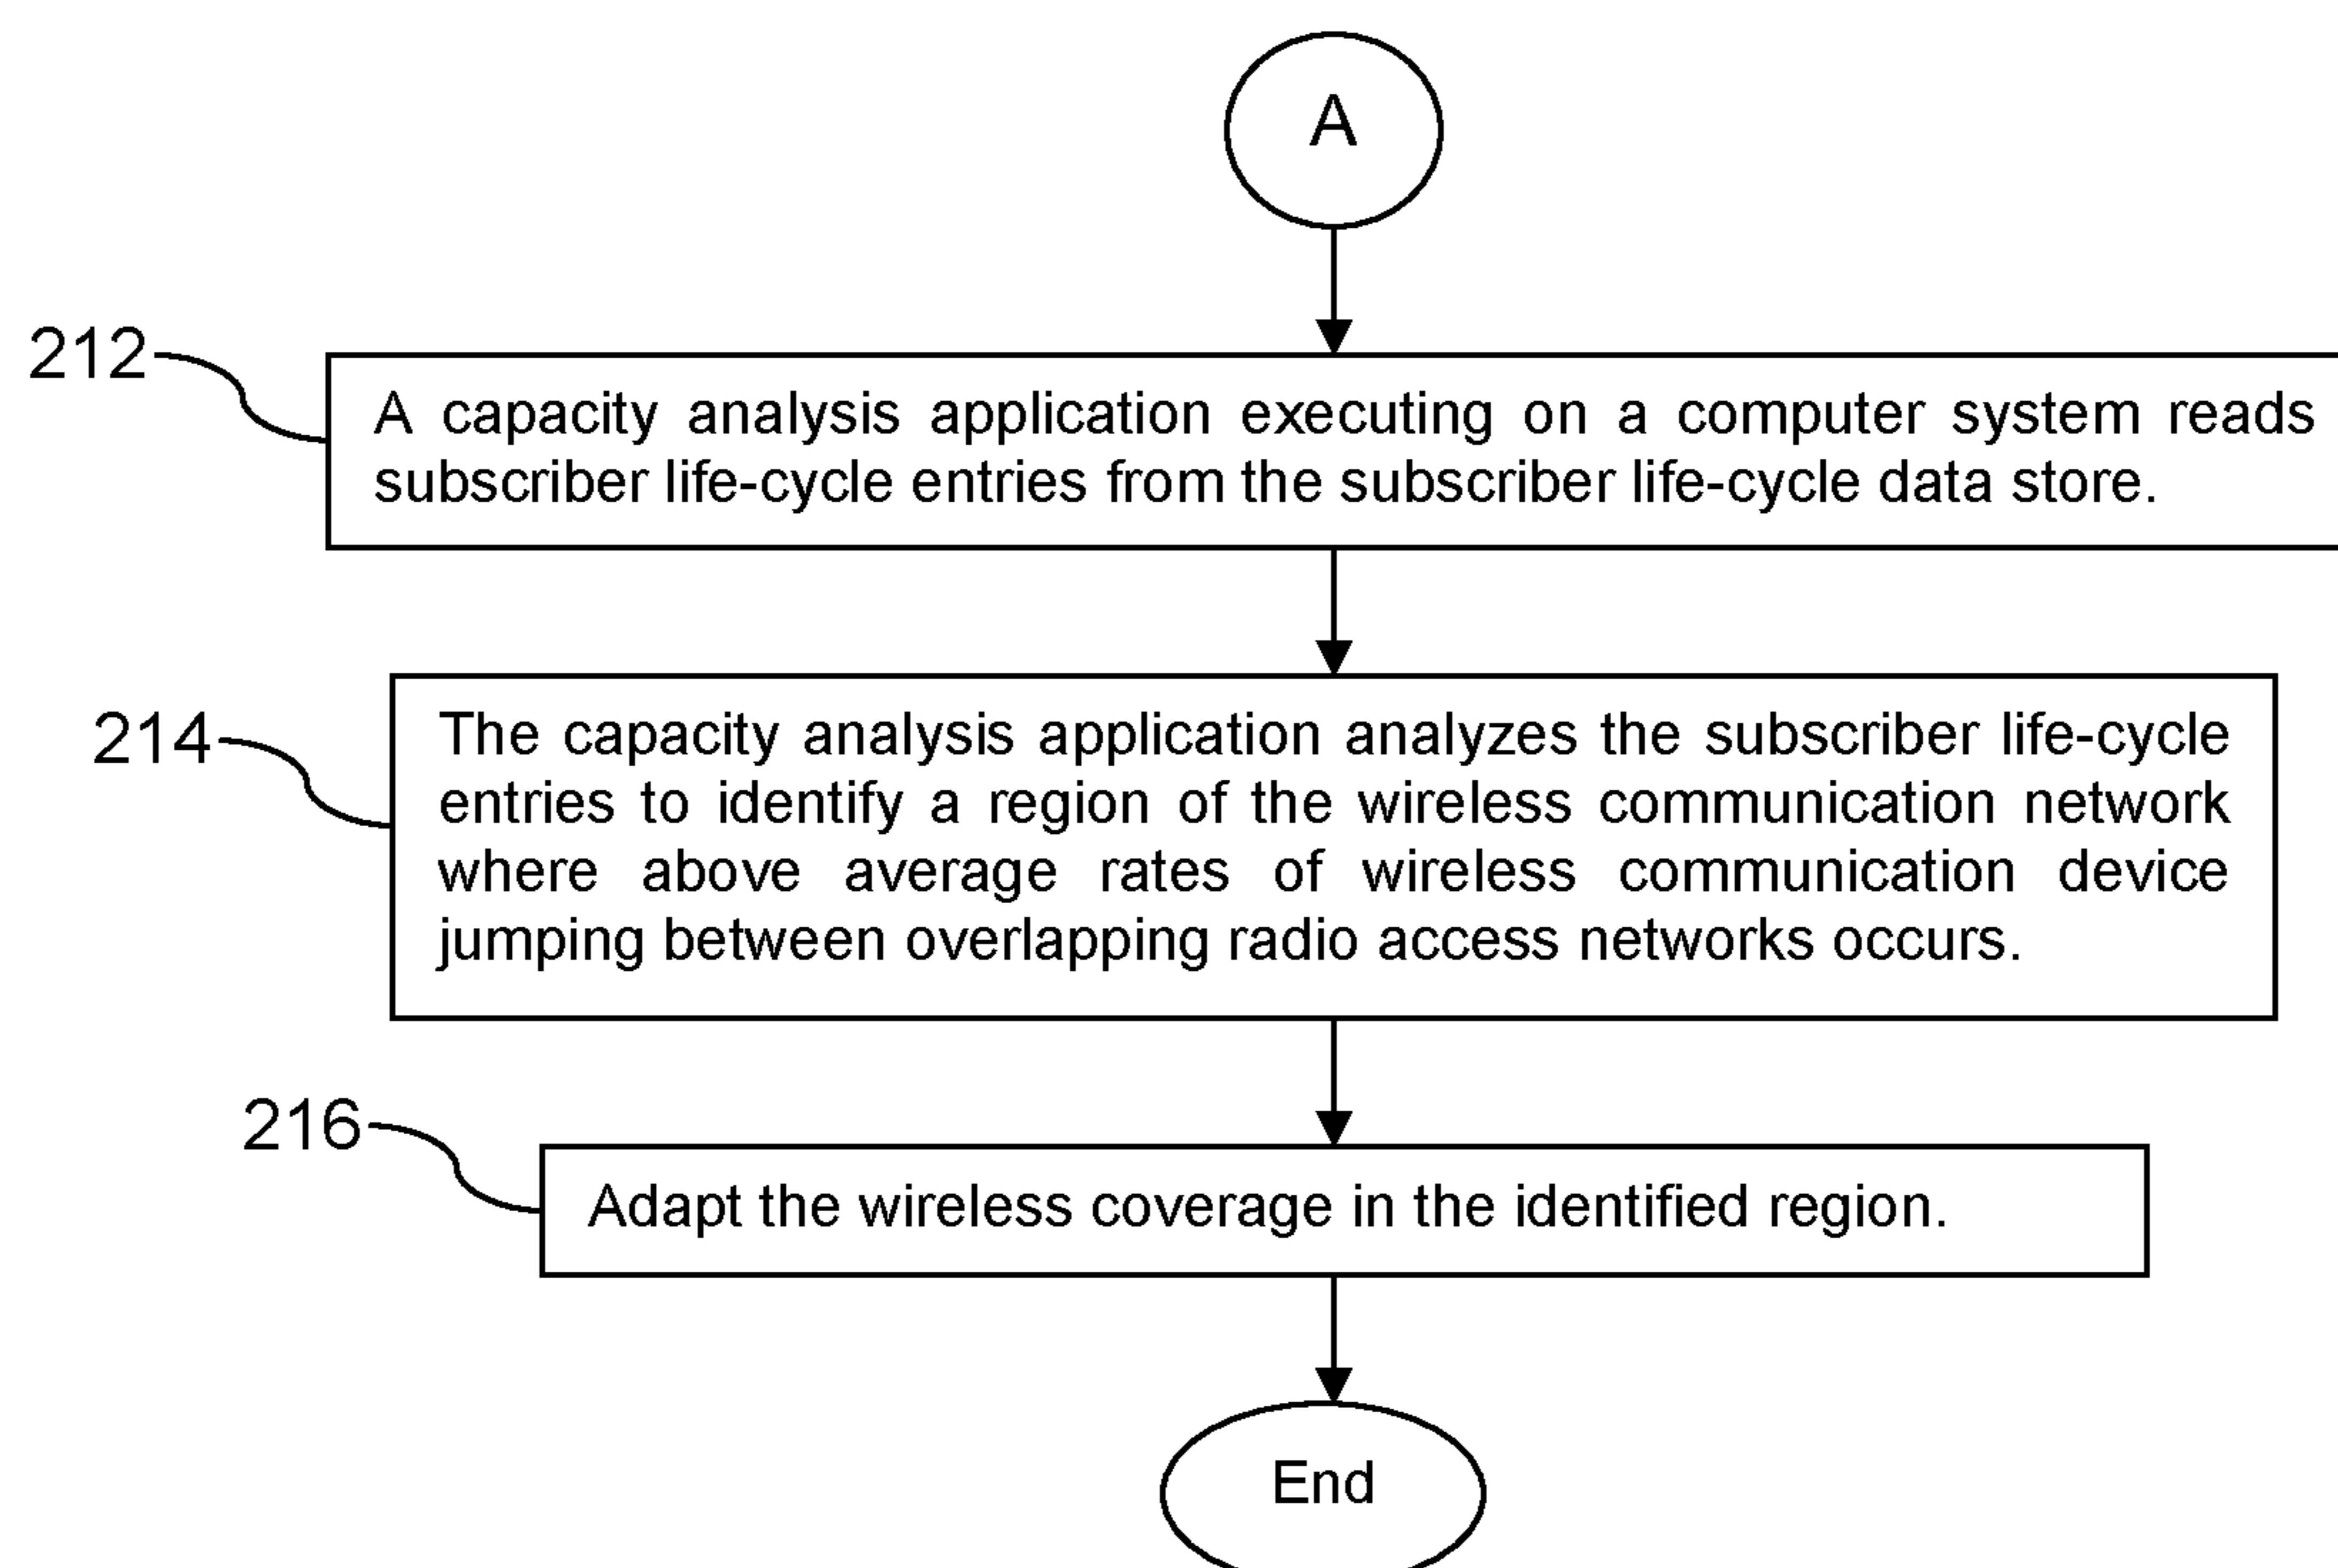 A
212
A capacity analysis application executing on a computer system reads
subscriber life-cycle entries from the subscriber life-cycle data store.
214
The capacity analysis application analyzes the subscriber life-cycle
entries to identify a region of the wireless communication network
where above average rates of wireless communication device
jumping between overlapping radio access networks occurs.
216
Adapt the wireless coverage in the identified region.
End